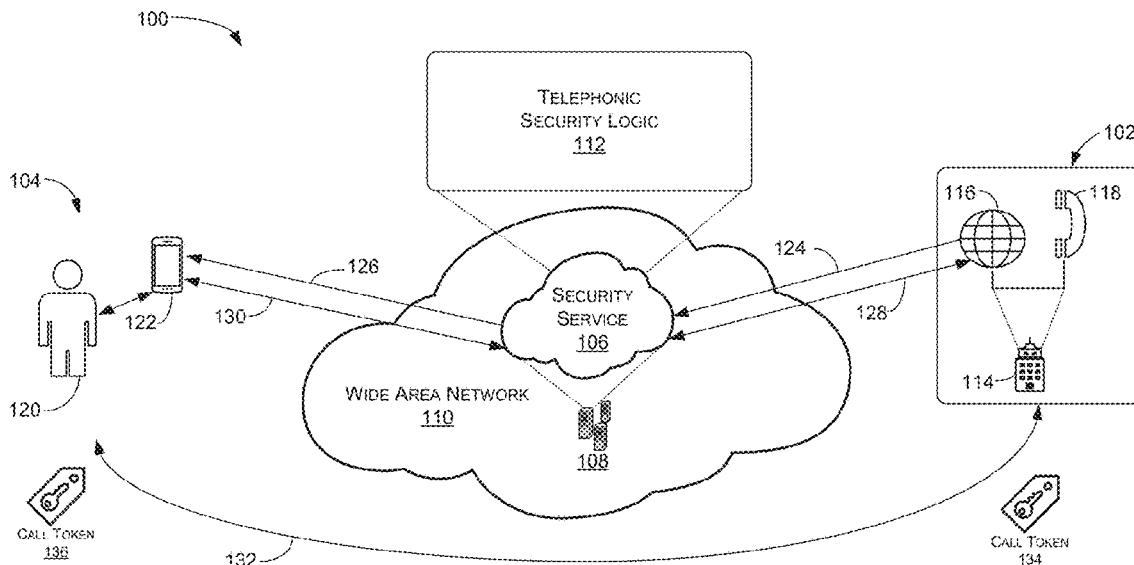 100
TELEPHONIC
SECURITY LOGIC
112
102
104
116
118
124
126
SECURITY
SERVICE
106
128
122
130
114
WIDE AREA NETWORK
110
120
108
CALL TOKEN
136
132
CALL TOKEN
134